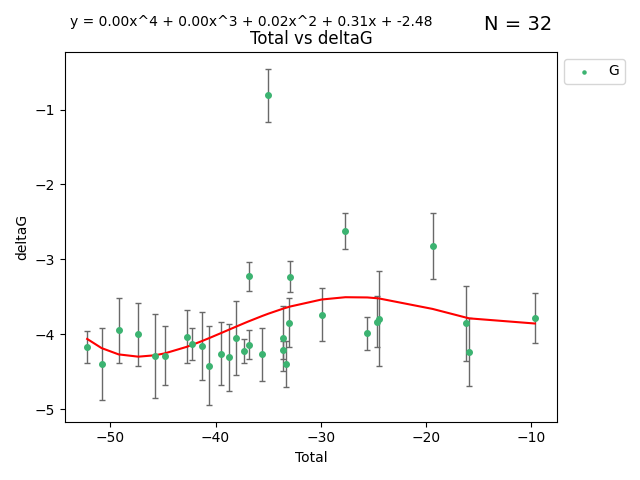 y = 0.00x^4 + 0.00x^3 + 0.02x^2 + 0.31x + -2.48
N = 32
Total vs deltaG
G
−1
−2
−3
−4
−5
deltaG
−50 −40 −30 −20 −10
Total